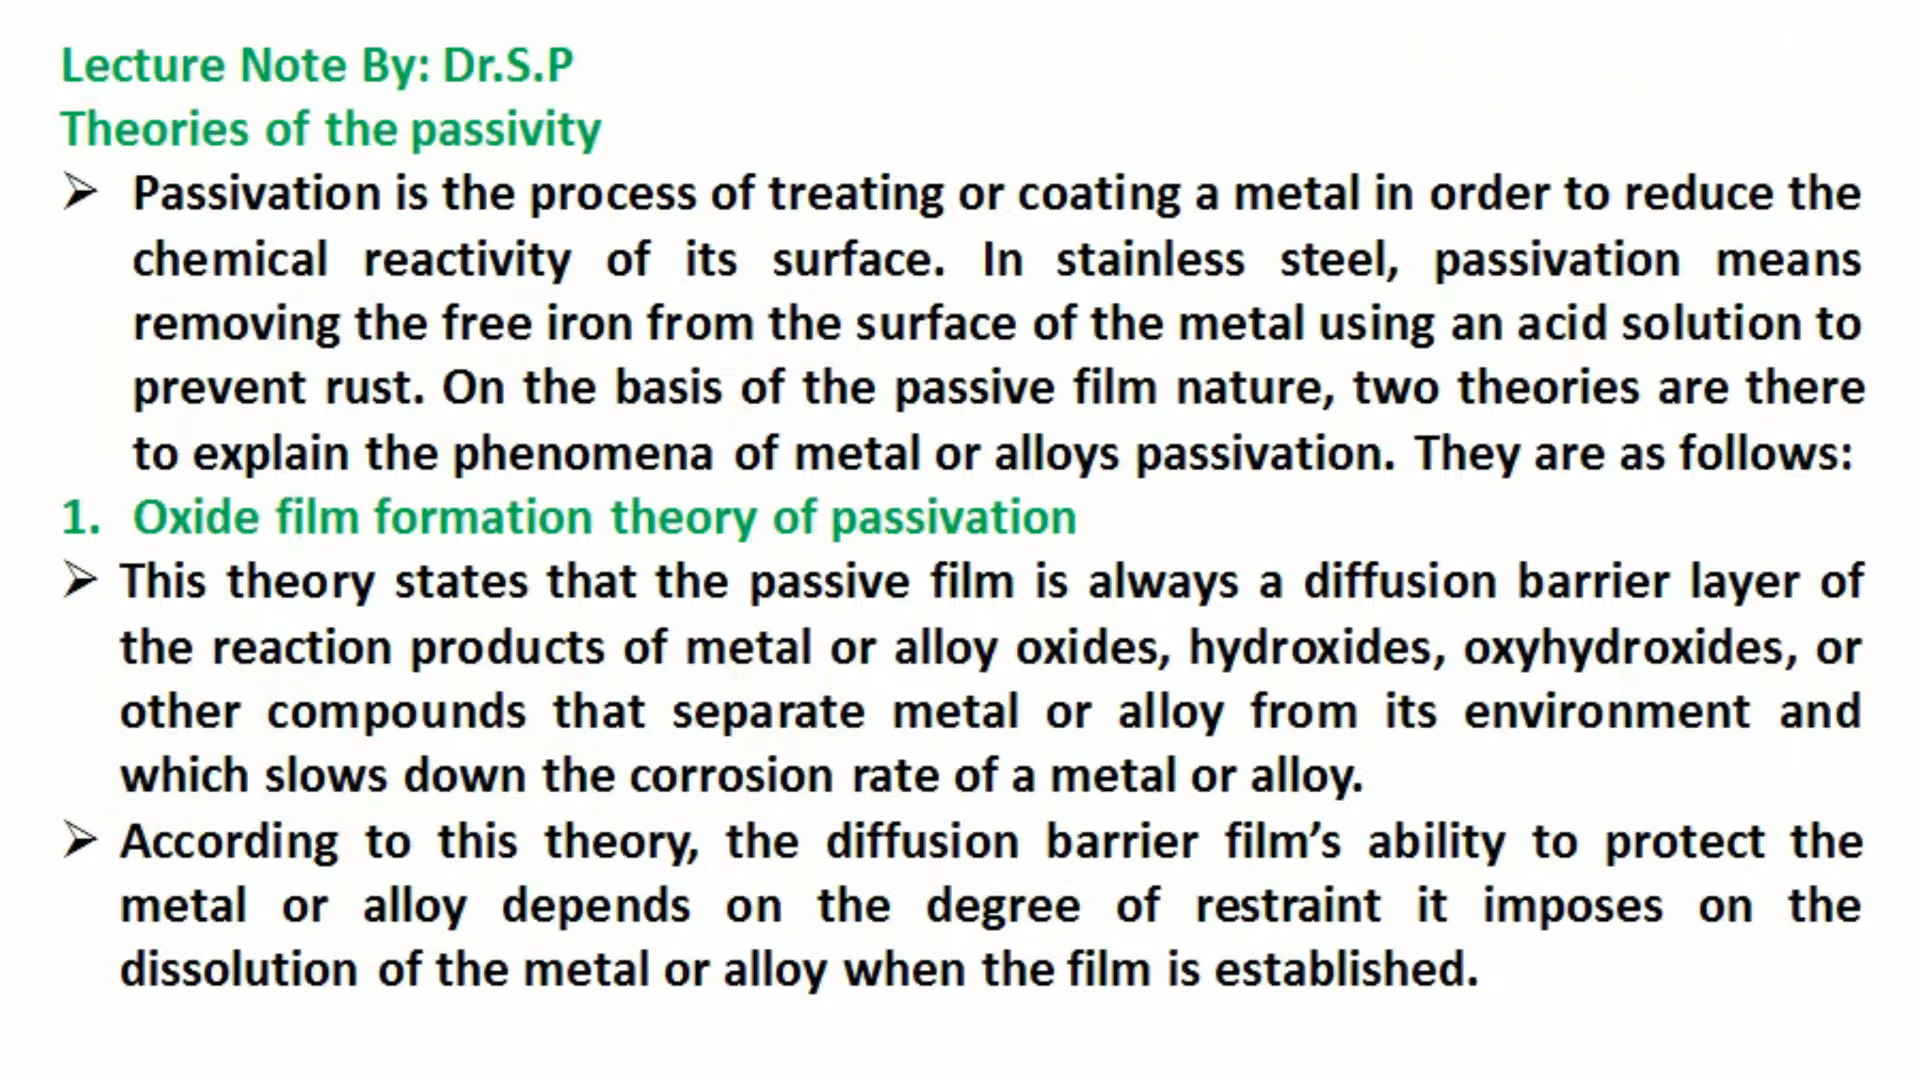 Lecture Note By: Dr.S.P
Theories of the passivity
➢ Passivation is the process of treating or coating a metal in order to reduce the
chemical reactivity of its surface. In stainless steel, passivation means
removing the free iron from the surface of the metal using an acid solution to
prevent rust. On the basis of the passive film nature, two theories are there
to explain the phenomena of metal or alloys passivation. They are as follows:
1. Oxide film formation theory of passivation
➢ This theory states that the passive film is always a diffusion barrier layer of
the reaction products of metal or alloy oxides, hydroxides, oxyhydroxides, or
other compounds that separate metal or alloy from its environment and
which slows down the corrosion rate of a metal or alloy.
➢ According to this theory, the diffusion barrier film’s ability to protect the
metal or alloy depends on the degree of restraint it imposes on the
dissolution of the metal or alloy when the film is established.